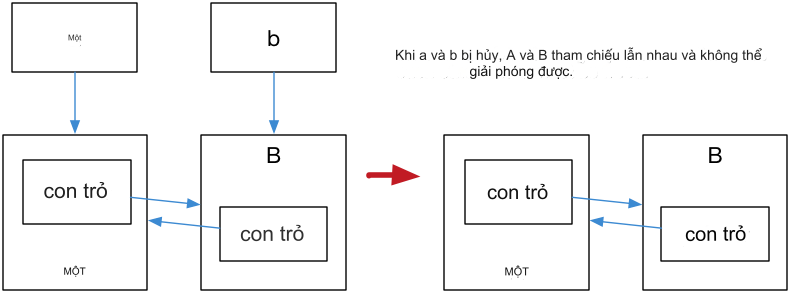 Một
b
Khi a và b bị hủy, A và B tham chiếu lẫn nhau và không thể
giải phóng được.
B
B
con trỏ
con trỏ
con trỏ
con trỏ
MỘT
MỘT